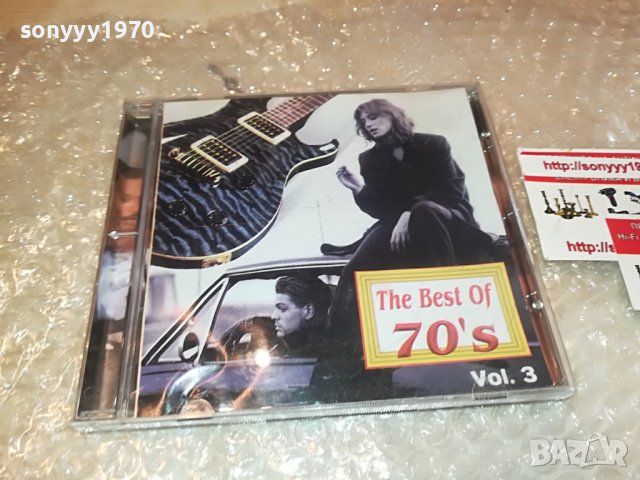 sonyyy1970
http://sonyyy19
The Best Of
70's
Vol. 3
http://s
BAZAR